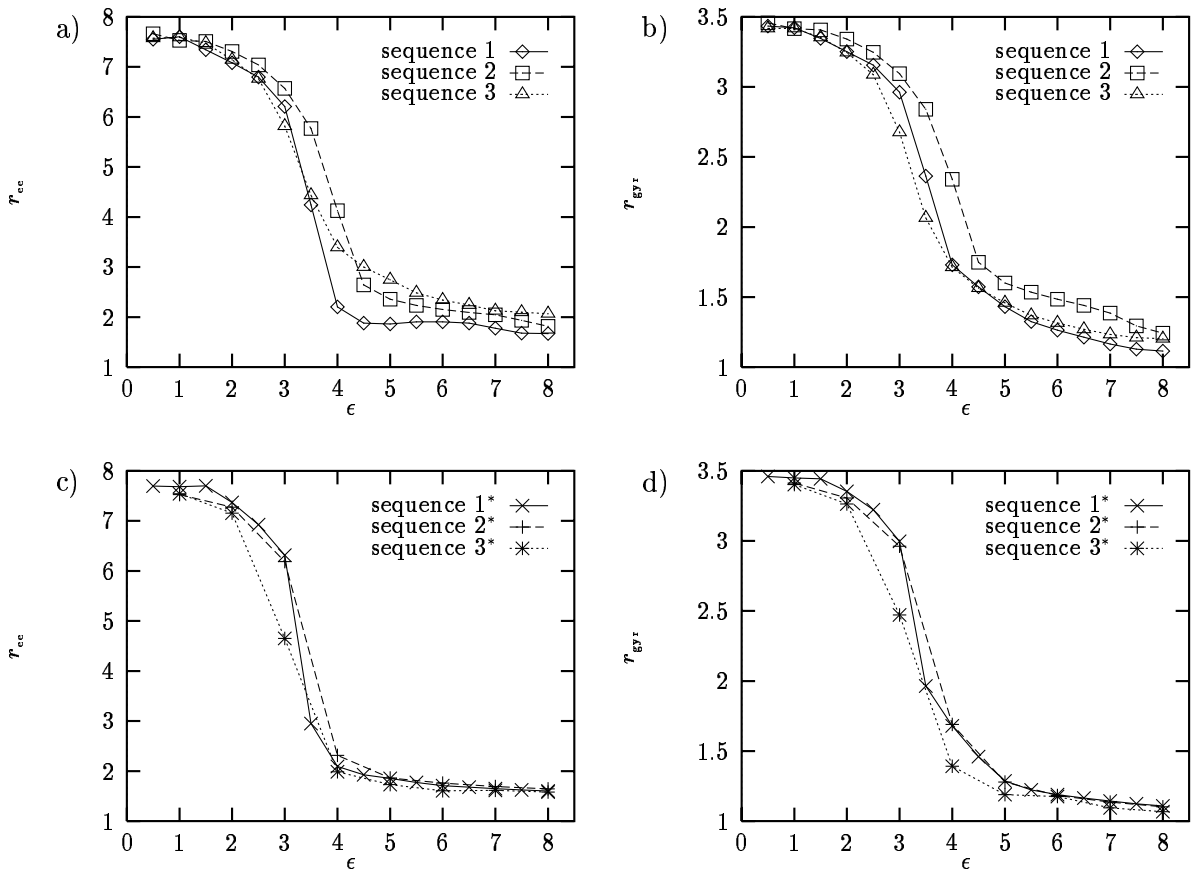 a)
8
7
6
5
4
3
2
1
r_ee
0 1 2 3 4 5 6 7 8
ϵ
sequence 1
sequence 2
sequence 3
b)
3.5
3
2.5
2
1.5
1
r_gyr
0 1 2 3 4 5 6 7 8
ϵ
sequence 1
sequence 2
sequence 3
c)
8
7
6
5
4
3
2
1
r_ee
0 1 2 3 4 5 6 7 8
ϵ
sequence 1*
sequence 2*
sequence 3*
d)
3.5
3
2.5
2
1.5
1
r_gyr
0 1 2 3 4 5 6 7 8
ϵ
sequence 1*
sequence 2*
sequence 3*